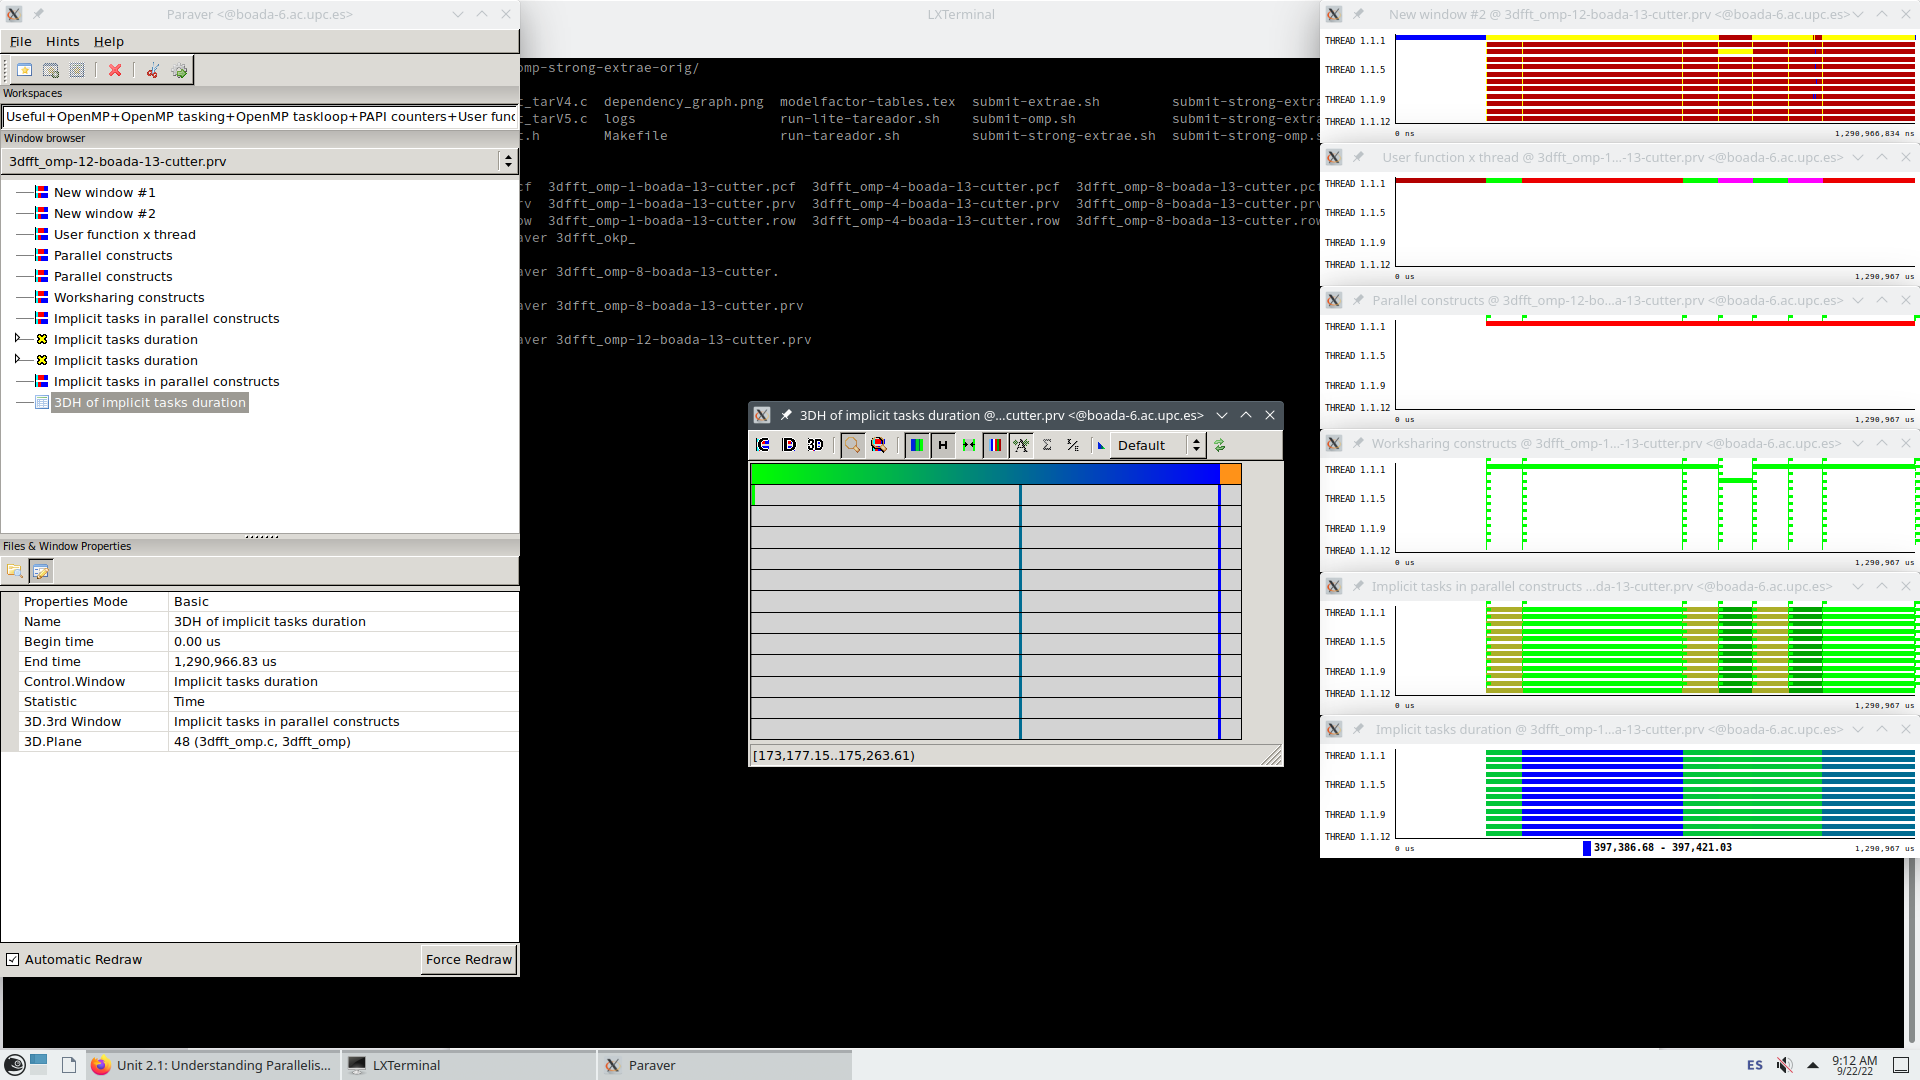 Paraver <@boada-6.ac.upc.es>
File Hints Help
Workspaces
Useful+OpenMP+OpenMP tasking+OpenMP taskloop+PAPI counters+User func
Window browser
3dfft_omp-12-boada-13-cutter.prv
New window #1
New window #2
User function x thread
Parallel constructs
Parallel constructs
Worksharing constructs
Implicit tasks in parallel constructs
Implicit tasks duration
Implicit tasks duration
Implicit tasks in parallel constructs
3DH of implicit tasks duration
Files & Window Properties
Properties Mode Basic
Name 3DH of implicit tasks duration
Begin time 0.00 us
End time 1,290,966.83 us
Control.Window Implicit tasks duration
Statistic Time
3D.3rd Window Implicit tasks in parallel constructs
3D.Plane 48 (3dfft_omp.c, 3dfft_omp)
Automatic Redraw Force Redraw
LXTerminal
omp-strong-extrae-orig/
t_tarV4.c dependency_graph.png modelfactor-tables.tex submit-extrae.sh submit-strong-extra
t_tarV5.c logs run-lite-tareador.sh submit-omp.sh submit-strong-extra
t.h Makefile run-tareador.sh submit-strong-extrae.sh submit-strong-omp.s
cf 3dfft_omp-1-boada-13-cutter.pcf 3dfft_omp-4-boada-13-cutter.pcf 3dfft_omp-8-boada-13-cutter.pcf
rv 3dfft_omp-1-boada-13-cutter.prv 3dfft_omp-4-boada-13-cutter.prv 3dfft_omp-8-boada-13-cutter.prv
ow 3dfft_omp-1-boada-13-cutter.row 3dfft_omp-4-boada-13-cutter.row 3dfft_omp-8-boada-13-cutter.row
aver 3dfft_okp_
aver 3dfft_omp-8-boada-13-cutter.
aver 3dfft_omp-8-boada-13-cutter.prv
aver 3dfft_omp-12-boada-13-cutter.prv
3DH of implicit tasks duration @...cutter.prv <@boada-6.ac.upc.es>
3D H Σ Default
[173,177.15..175,263.61)
New window #2 @ 3dfft_omp-12-boada-13-cutter.prv <@boada-6.ac.upc.es>
THREAD 1.1.1
THREAD 1.1.5
THREAD 1.1.9
THREAD 1.1.12
0 ns 1,290,966,834 ns
User function x thread @ 3dfft_omp-1...-13-cutter.prv <@boada-6.ac.upc.es>
THREAD 1.1.1
THREAD 1.1.5
THREAD 1.1.9
THREAD 1.1.12
0 us 1,290,967 us
Parallel constructs @ 3dfft_omp-12-bo...a-13-cutter.prv <@boada-6.ac.upc.es>
THREAD 1.1.1
THREAD 1.1.5
THREAD 1.1.9
THREAD 1.1.12
0 us 1,290,967 us
Worksharing constructs @ 3dfft_omp-1...-13-cutter.prv <@boada-6.ac.upc.es>
THREAD 1.1.1
THREAD 1.1.5
THREAD 1.1.9
THREAD 1.1.12
0 us 1,290,967 us
Implicit tasks in parallel constructs ...da-13-cutter.prv <@boada-6.ac.upc.es>
THREAD 1.1.1
THREAD 1.1.5
THREAD 1.1.9
THREAD 1.1.12
0 us 1,290,967 us
Implicit tasks duration @ 3dfft_omp-1...a-13-cutter.prv <@boada-6.ac.upc.es>
THREAD 1.1.1
THREAD 1.1.5
THREAD 1.1.9
THREAD 1.1.12
0 us 397,386.68 - 397,421.03 1,290,967 us
Unit 2.1: Understanding Parallelis... LXTerminal Paraver ES 9:12 AM
9/22/22